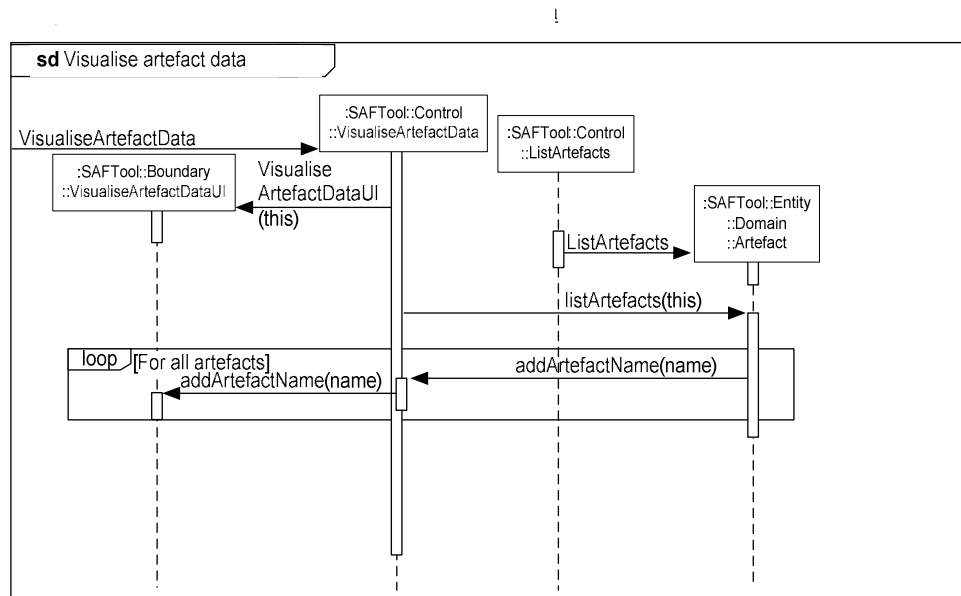 sd Visualise artefact data
:SAFTool::Control
::VisualiseArtefactData
:SAFTool::Control
::ListArtefacts
VisualiseArtefactData
:SAFTool::Boundary
::VisualiseArtefactDataUI
Visualise
ArtefactDataUI
(this)
:SAFTool::Entity
::Domain
::Artefact
ListArtefacts
listArtefacts(this)
loop
[For all artefacts]
addArtefactName(name)
addArtefactName(name)